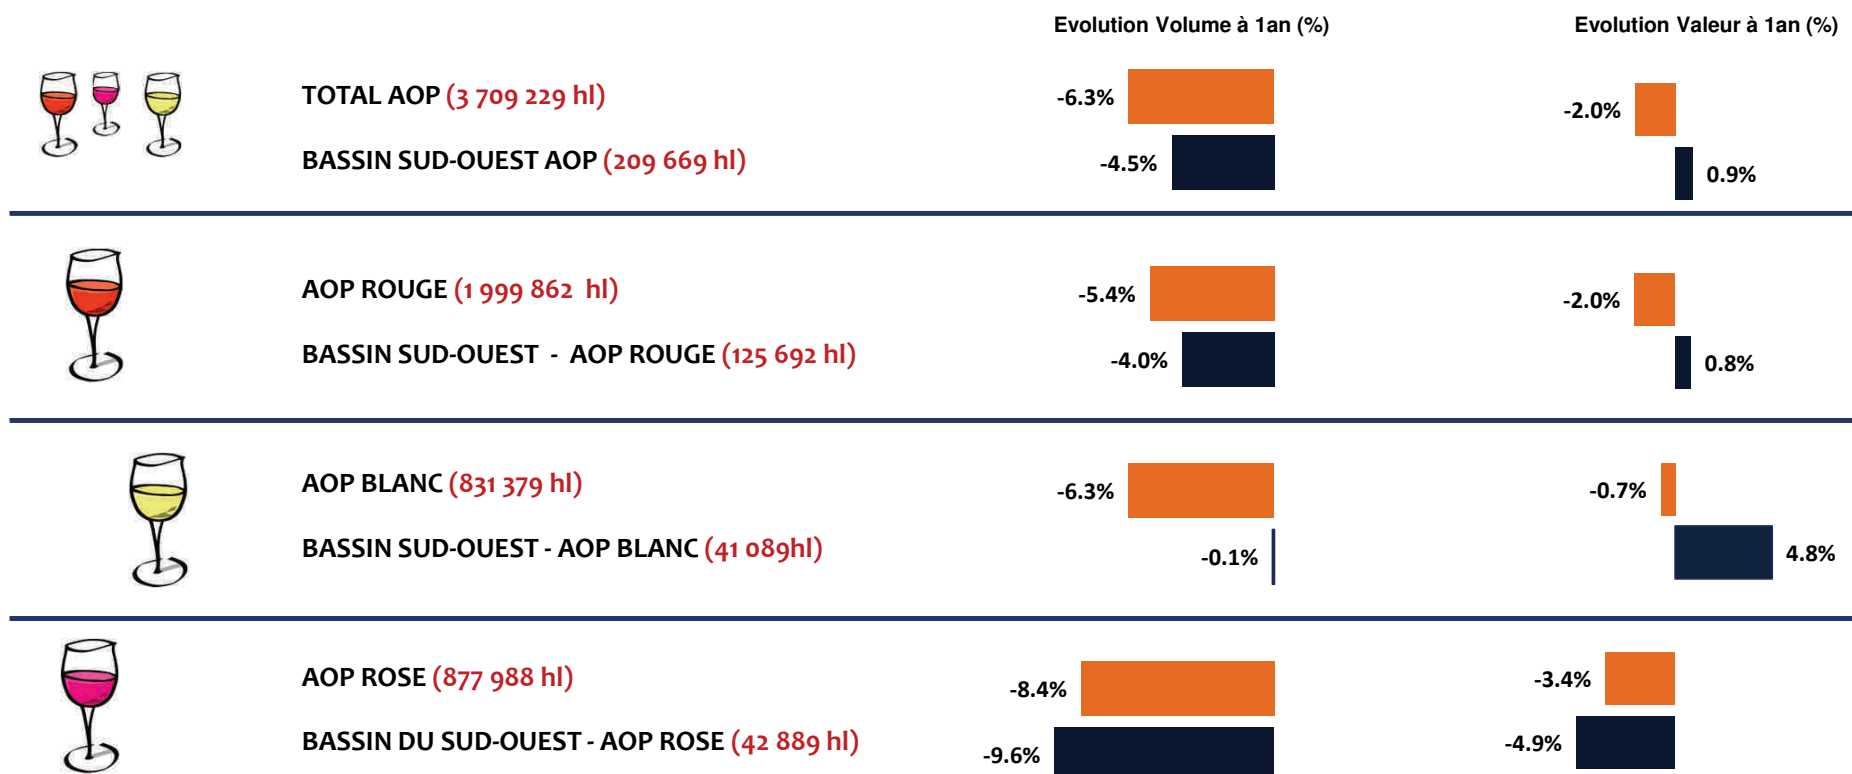 Evolution Volume à 1an (%) Evolution Valeur à 1an (%)
TOTAL AOP (3 709 229 hl) -6.3% -2.0%
BASSIN SUD-OUEST AOP (209 669 hl) -4.5% 0.9%
AOP ROUGE (1 999 862 hl) -5.4% -2.0%
BASSIN SUD-OUEST - AOP ROUGE (125 692 hl) -4.0% 0.8%
AOP BLANC (831 379 hl) -6.3% -0.7%
BASSIN SUD-OUEST - AOP BLANC (41 089hl) -0.1% 4.8%
AOP ROSE (877 988 hl) -8.4% -3.4%
BASSIN DU SUD-OUEST - AOP ROSE (42 889 hl) -9.6% -4.9%